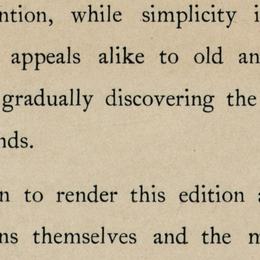 ntion, while simplicity i
appeals alike to old an
gradually discovering the
nds.
n to render this edition a
ns themselves and the m